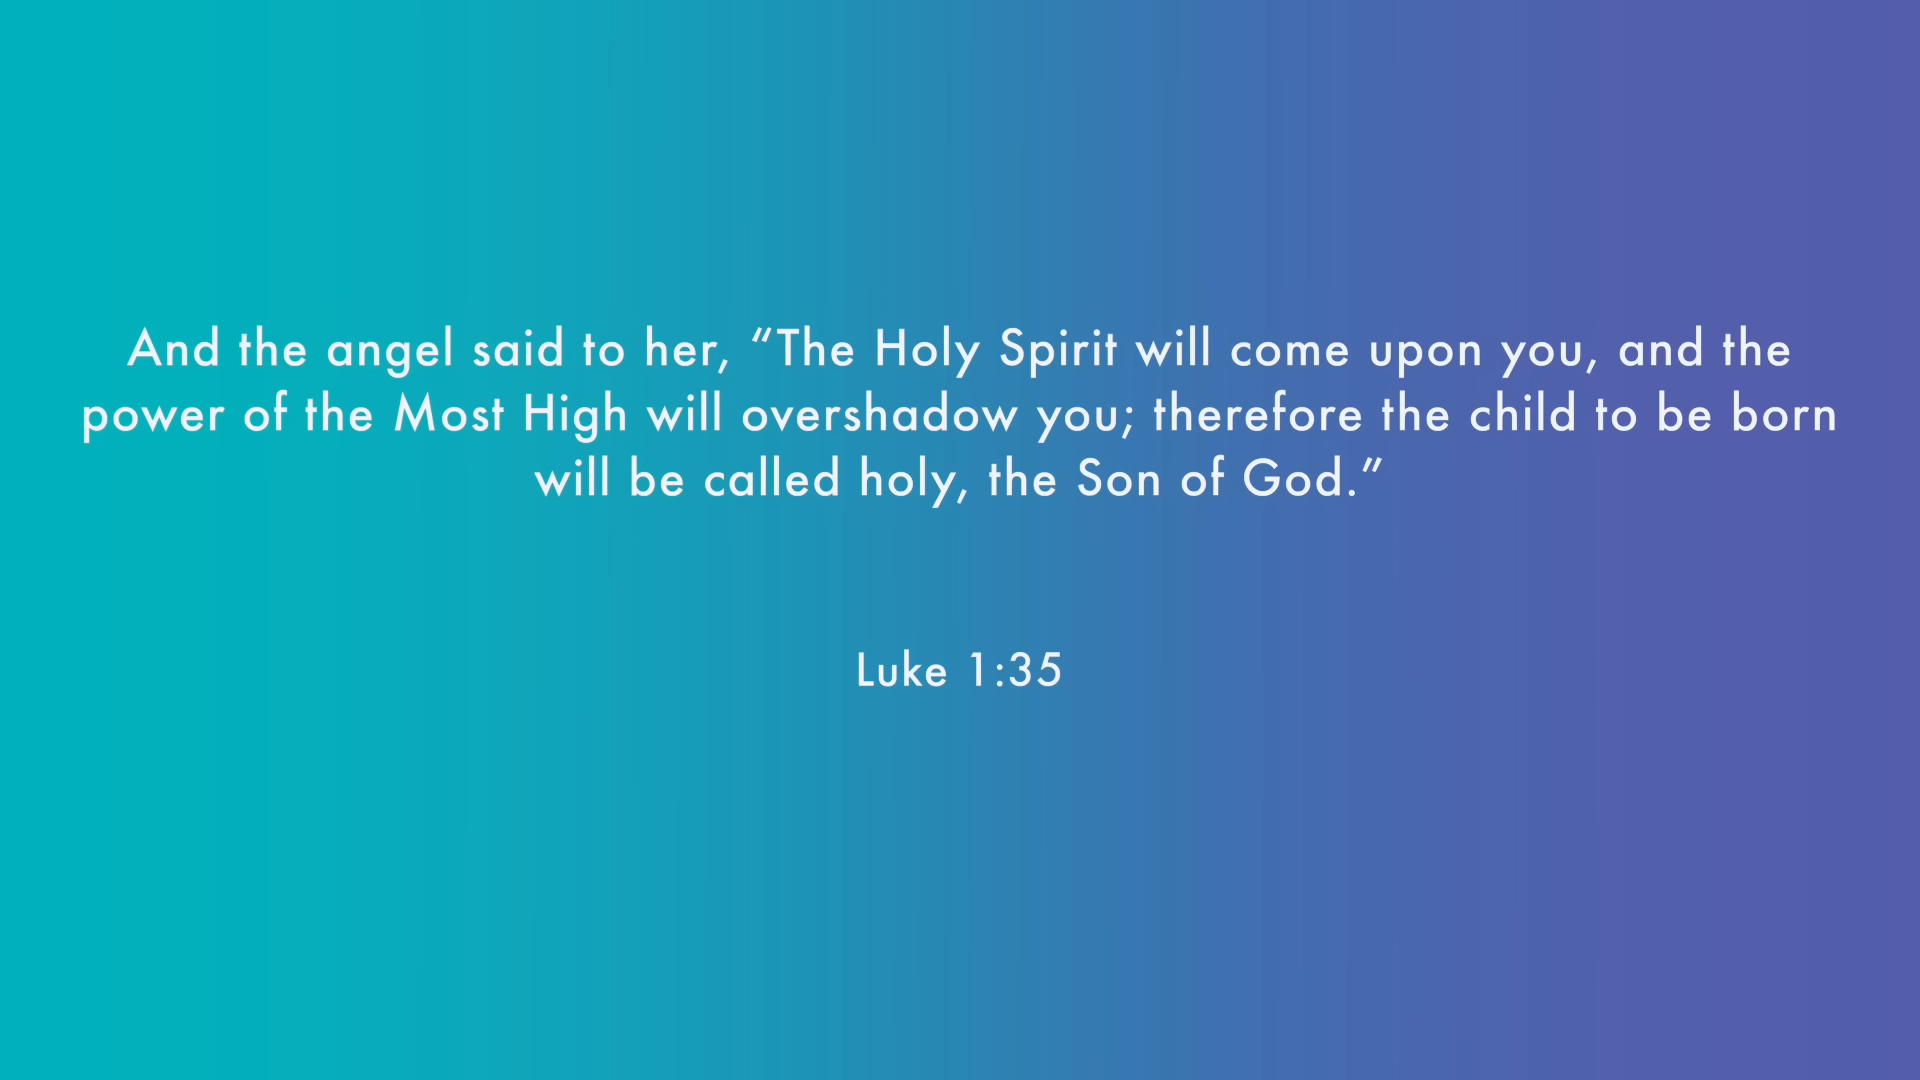 And the angel said to her, “The Holy Spirit will come upon you, and the
power of the Most High will overshadow you; therefore the child to be born
will be called holy, the Son of God.”
Luke 1:35